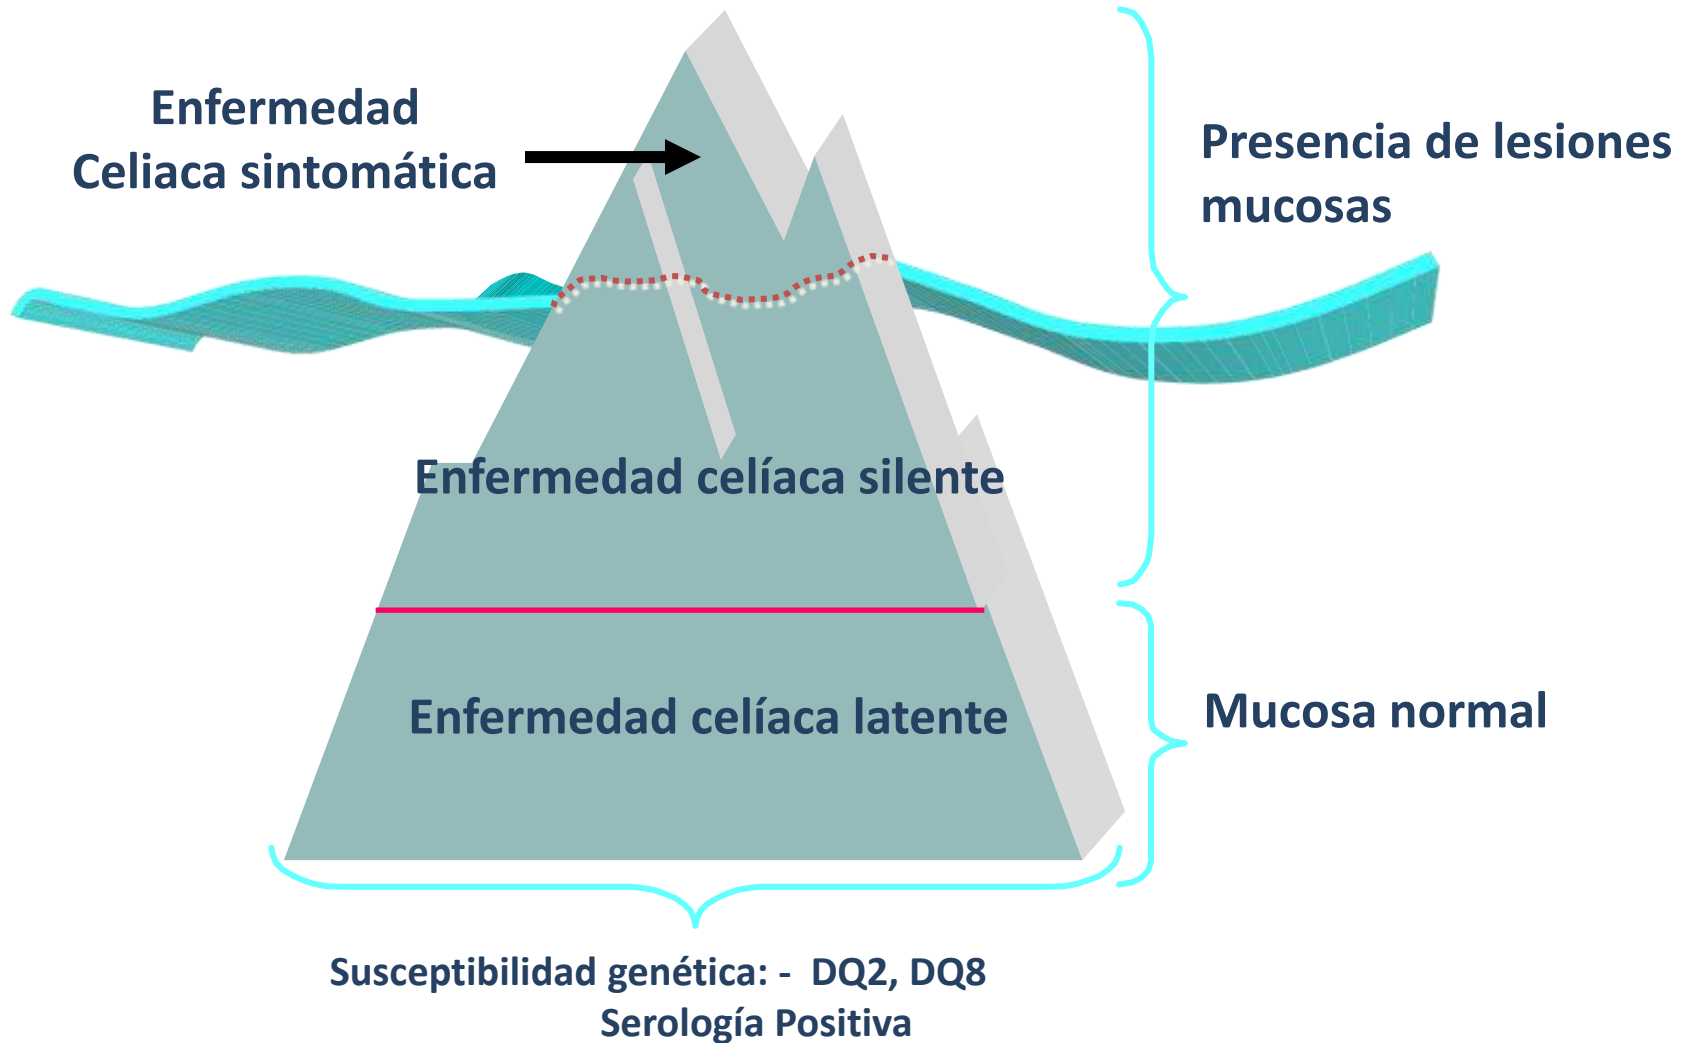 Enfermedad
Celiaca sintomática
Presencia de lesiones
mucosas
Enfermedad celíaca silente
Enfermedad celíaca latente
Mucosa normal
Susceptibilidad genética: - DQ2, DQ8
Serología Positiva